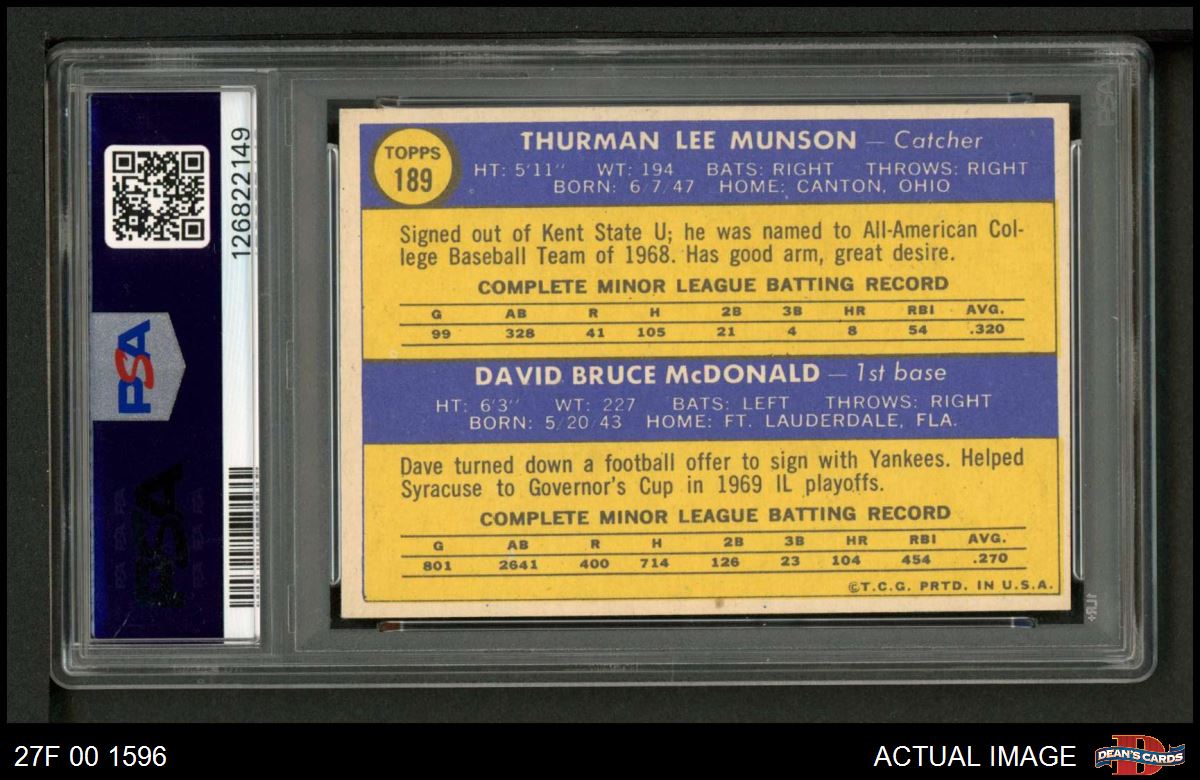 126822149
PSA
PSA
TOPPS
189
THURMAN LEE MUNSON — Catcher
HT: 5'11" WT: 194 BATS: RIGHT THROWS: RIGHT
BORN: 6/7/47 HOME: CANTON, OHIO
Signed out of Kent State U; he was named to All-American Col-
lege Baseball Team of 1968. Has good arm, great desire.
COMPLETE MINOR LEAGUE BATTING RECORD
G AB R H 2B 3B HR RBI AVG.
99 328 41 105 21 4 8 54 .320
DAVID BRUCE McDONALD — 1st base
HT: 6'3" WT: 227 BATS: LEFT THROWS: RIGHT
BORN: 5/20/43 HOME: FT. LAUDERDALE, FLA.
Dave turned down a football offer to sign with Yankees. Helped
Syracuse to Governor's Cup in 1969 IL playoffs.
COMPLETE MINOR LEAGUE BATTING RECORD
G AB R H 2B 3B HR RBI AVG.
801 2641 400 714 126 23 104 454 .270
©T.C.G. PRTD. IN U.S.A.
27F 00 1596
ACTUAL IMAGE
DEAN'S CARDS